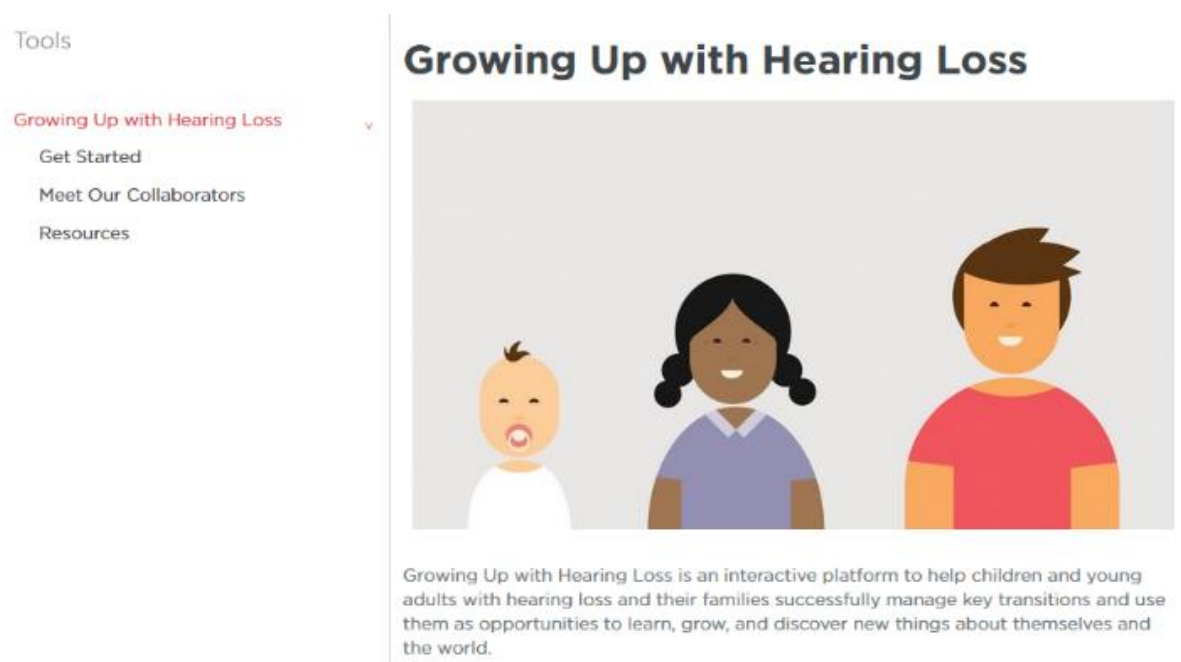 Tools
Growing Up with Hearing Loss
Get Started
Meet Our Collaborators
Resources
Growing Up with Hearing Loss
Growing Up with Hearing Loss is an interactive platform to help children and young
adults with hearing loss and their families successfully manage key transitions and use
them as opportunities to learn, grow, and discover new things about themselves and
the world.